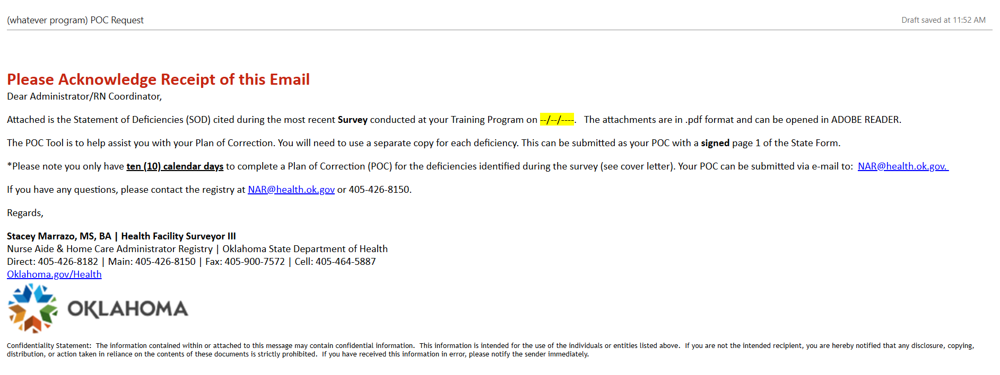 (whatever program) POC Request
Draft saved at 11:52 AM
Please Acknowledge Receipt of this Email
Dear Administrator/RN Coordinator,
Attached is the Statement of Deficiencies (SOD) cited during the most recent Survey conducted at your Training Program on --/--/----.   The attachments are in .pdf format and can be opened in ADOBE READER.
The POC Tool is to help assist you with your Plan of Correction. You will need to use a separate copy for each deficiency. This can be submitted as your POC with a signed page 1 of the State Form.
*Please note you only have ten (10) calendar days to complete a Plan of Correction (POC) for the deficiencies identified during the survey (see cover letter). Your POC can be submitted via e-mail to:  NAR@health.ok.gov.
If you have any questions, please contact the registry at NAR@health.ok.gov or 405-426-8150.
Regards,
Stacey Marrazo, MS, BA | Health Facility Surveyor III
Nurse Aide & Home Care Administrator Registry | Oklahoma State Department of Health
Direct: 405-426-8182 | Main: 405-426-8150 | Fax: 405-900-7572 | Cell: 405-464-5887
Oklahoma.gov/Health
OKLAHOMA
Confidentiality Statement:  The information contained within or attached to this message may contain confidential information.  This information is intended for the use of the individuals or entities listed above.  If you are not the intended recipient, you are hereby notified that any disclosure, copying,
distribution, or action taken in reliance on the contents of these documents is strictly prohibited.  If you have received this information in error, please notify the sender immediately.